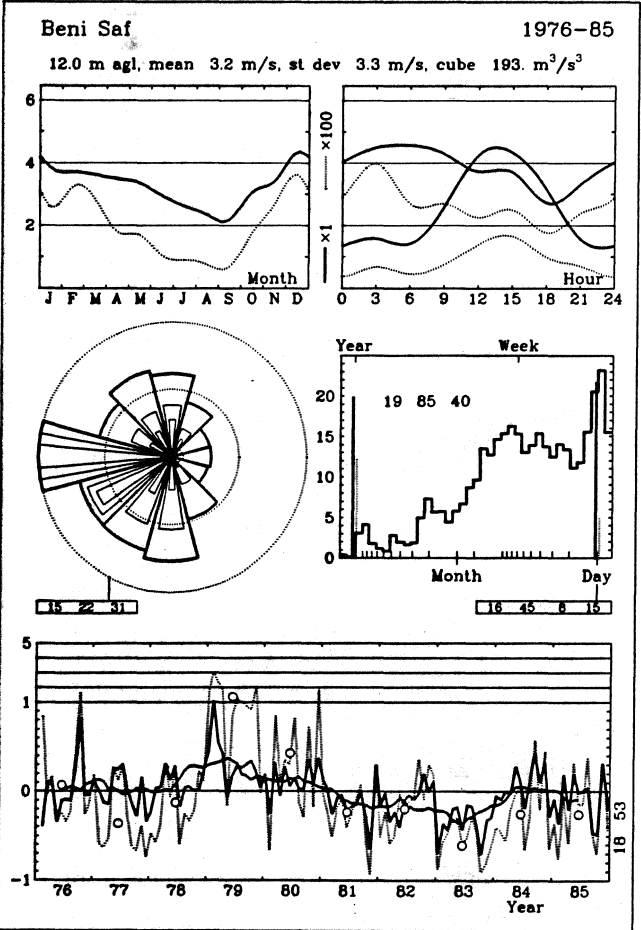 Beni Saf 1976-85
12.0 m agl, mean 3.2 m/s, st dev 3.3 m/s, cube 193. m³/s³
6
4
2
×1 ×100
Month
J F M A M J J A S O N D
Hour
0 3 6 9 12 15 18 21 24
Year Week
19 85 40
20
15
10
5
0
Month Day
15 22 31
16 45 8 15
5
1
0
-1
18 53
76 77 78 79 80 81 82 83 84 85
Year